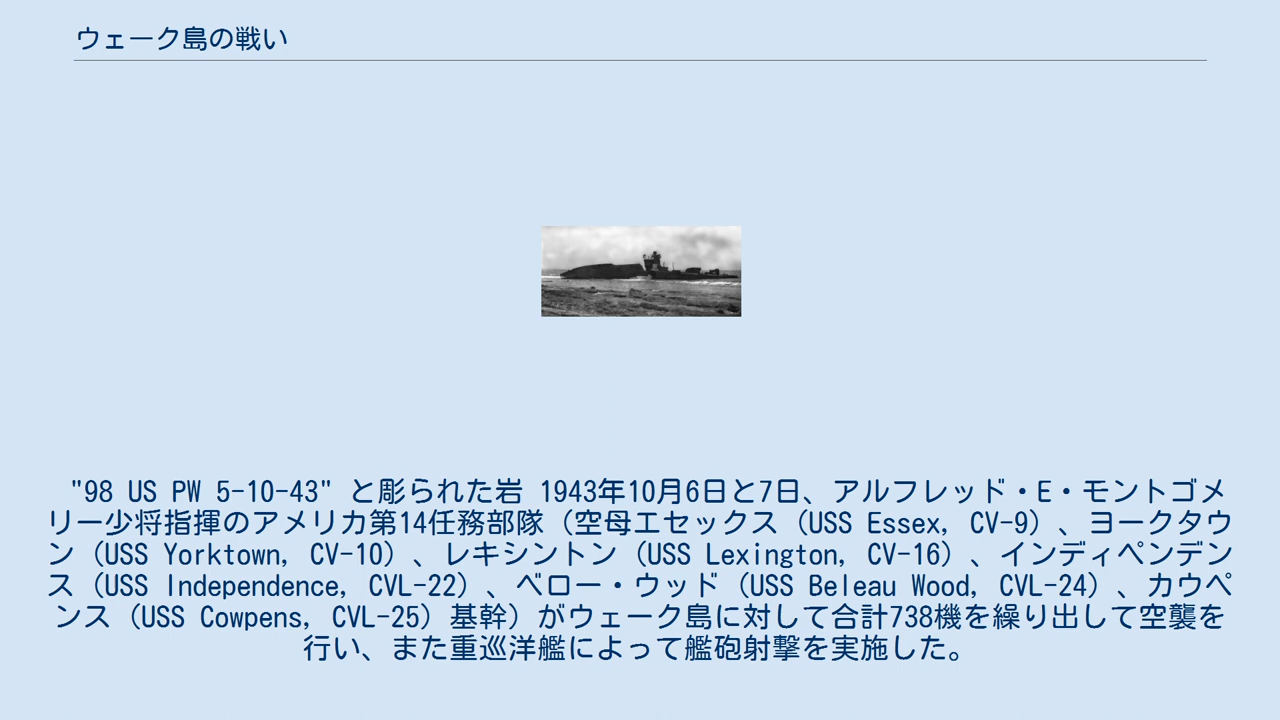 ウェーク島の戦い
"98 US PW 5-10-43" と彫られた岩 1943年10月6日と7日、アルフレッド・E・モントゴメ
リー少将指揮のアメリカ第14任務部隊（空母エセックス（USS Essex, CV-9）、ヨークタウ
ン（USS Yorktown, CV-10）、レキシントン（USS Lexington, CV-16）、インディペンデン
ス（USS Independence, CVL-22）、ベロー・ウッド（USS Beleau Wood, CVL-24）、カウペ
ンス（USS Cowpens, CVL-25）基幹）がウェーク島に対して合計738機を繰り出して空襲を
行い、また重巡洋艦によって艦砲射撃を実施した。